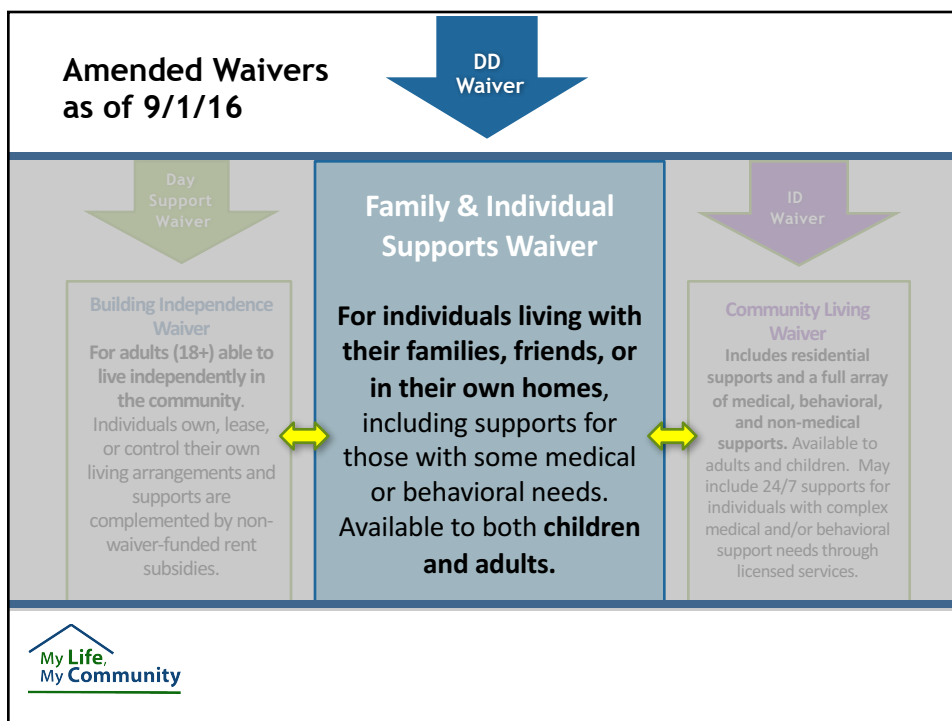 Amended Waivers
as of 9/1/16
DD
Waiver
Day
Support
Waiver
Building Independence
Waiver
For adults (18+) able to
live independently in
the community.
Individuals own, lease,
or control their own
living arrangements and
supports are
complemented by non-
waiver-funded rent
subsidies.
Family & Individual
Supports Waiver
For individuals living with
their families, friends, or
in their own homes,
including supports for
those with some medical
or behavioral needs.
Available to both children
and adults.
ID
Waiver
Community Living
Waiver
Includes residential
supports and a full array
of medical, behavioral,
and non-medical
supports. Available to
adults and children. May
include 24/7 supports for
individuals with complex
medical and/or behavioral
support needs through
licensed services.
My Life,
My Community